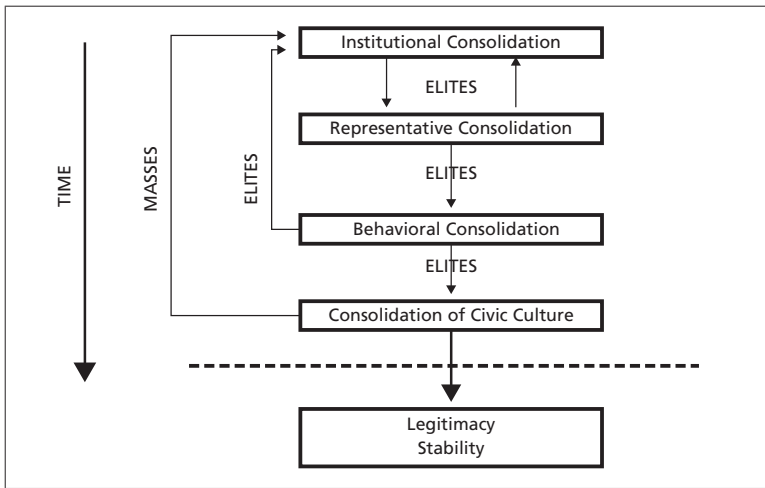 Institutional Consolidation
ELITES
Representative Consolidation
ELITES
Behavioral Consolidation
ELITES
Consolidation of Civic Culture
Legitimacy
Stability
TIME
MASSES
ELITES